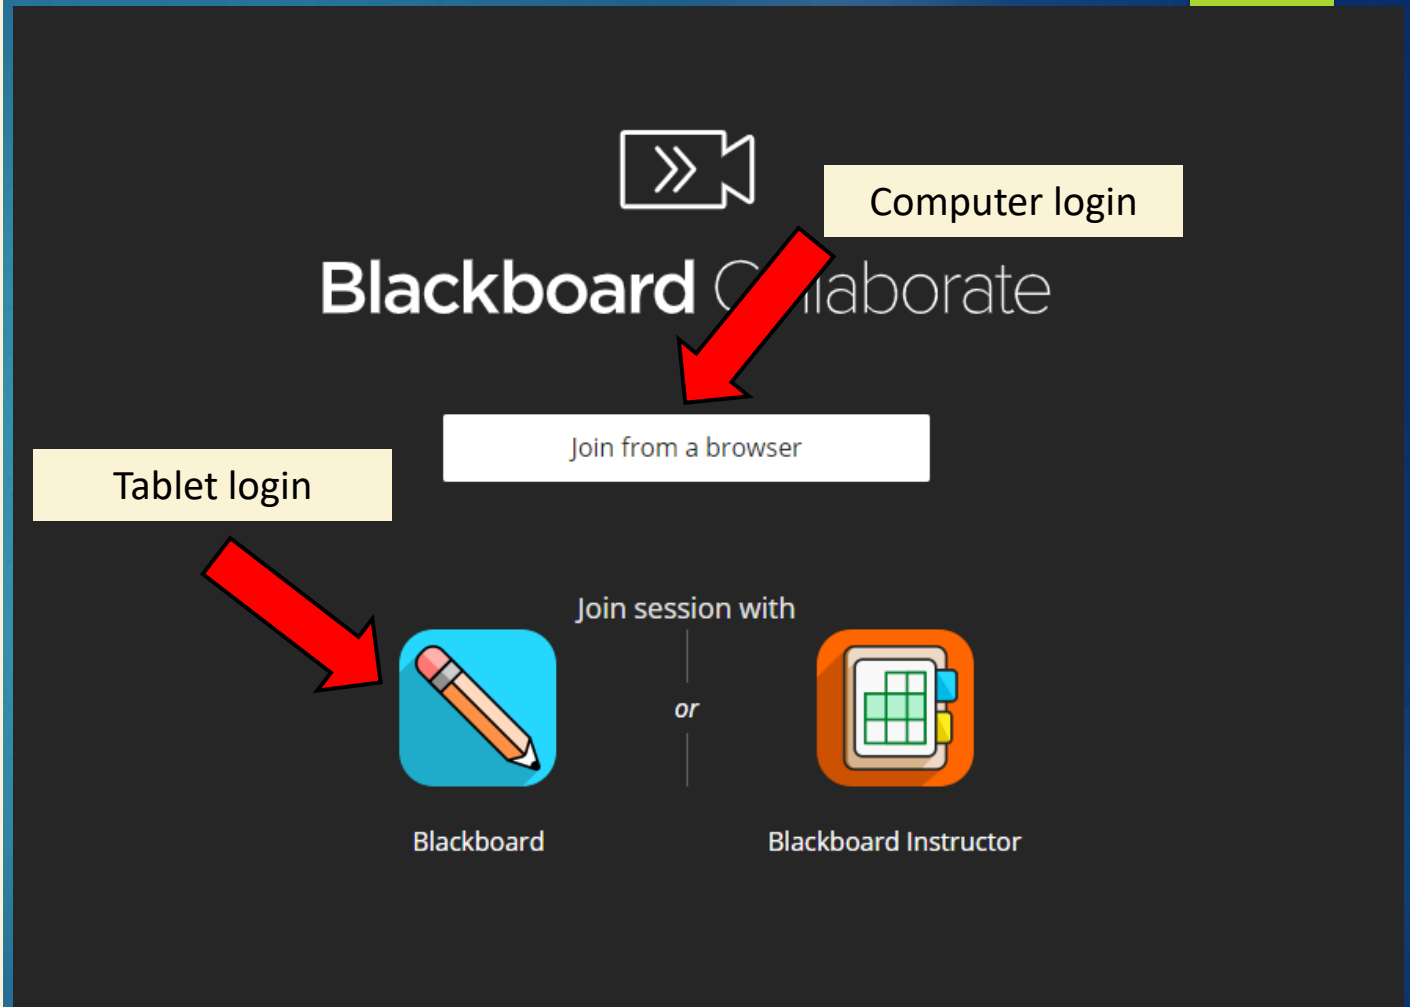 Computer login
Blackboard Collaborate
Join from a browser
Tablet login
Join session with
or
Blackboard
Blackboard Instructor